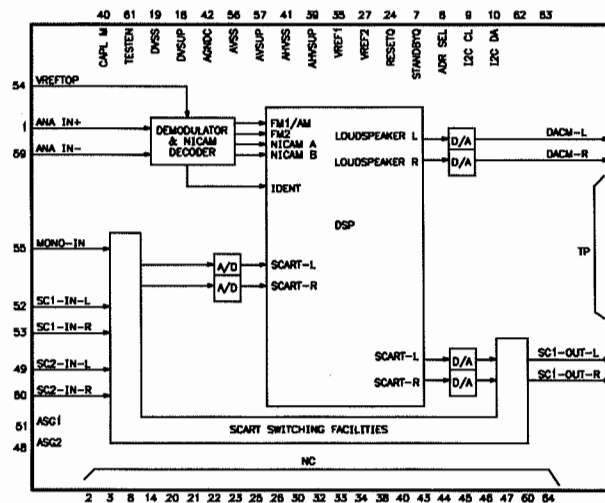 40 61 19 18 42 56 57 41 39 35 27 24 7 8 9 10 62 63
CAPL M
TESTEN
DVSS
DVSUP
AGNDC
AVSS
AVSUP
AHVSS
AHVSUP
VREF1
VREF2
RESETQ
STANDBYQ
ADR SEL
I2C CL
I2C DA
54 VREFTOP
1 ANA IN+
59 ANA IN-
DEMODULATOR
& NICAM
DECODER
FM1/AM
FM2
NICAM A
NICAM B
IDENT
LOUDSPEAKER L
LOUDSPEAKER R
D/A
D/A
DACM-L
DACM-R
DSP
TP
55 MONO-IN
A/D
A/D
SCART-L
SCART-R
52 SC1-IN-L
53 SC1-IN-R
49 SC2-IN-L
50 SC2-IN-R
SCART-L
SCART-R
D/A
D/A
SC1-OUT-L
SC1-OUT-R
51 ASG1
48 ASG2
SCART SWITCHING FACILITIES
NC
2 3 8 14 20 21 22 23 25 26 30 32 33 34 38 40 43 44 45 46 47 60 64